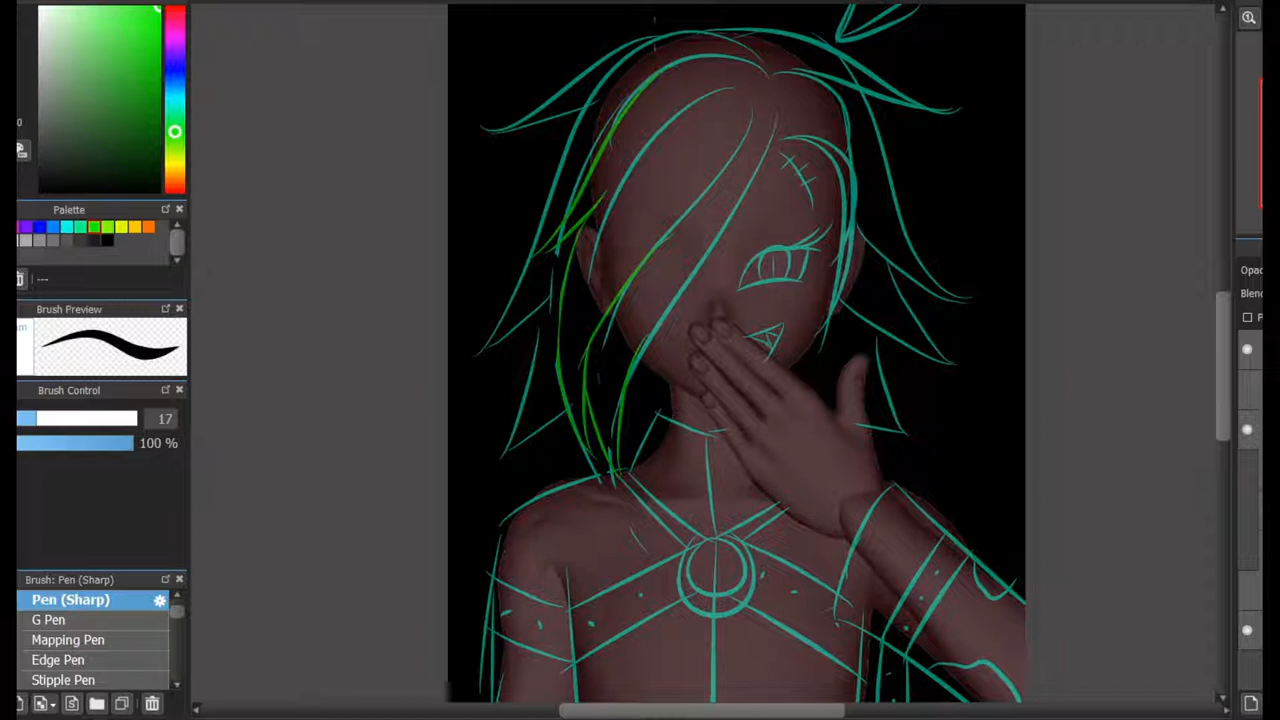 0
Palette
---
Brush Preview
m
Brush Control
17
100 %
Brush: Pen (Sharp)
Pen (Sharp)
G Pen
Mapping Pen
Edge Pen
Stipple Pen
Opac
Blend
P